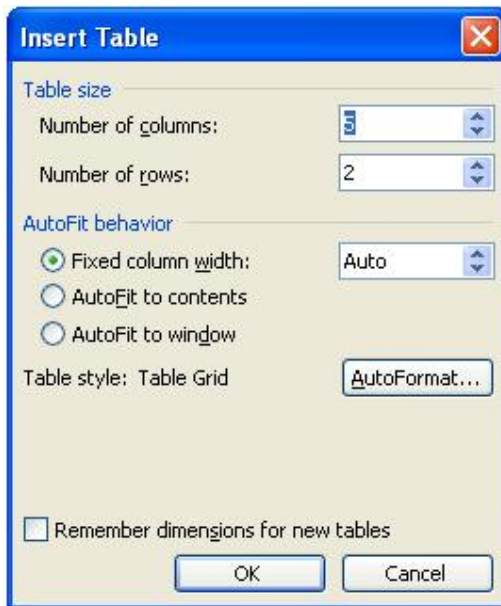 Insert Table
Table size
Number of columns: 5
Number of rows: 2
AutoFit behavior
Fixed column width: Auto
AutoFit to contents
AutoFit to window
Table style: Table Grid AutoFormat...
Remember dimensions for new tables
OK Cancel